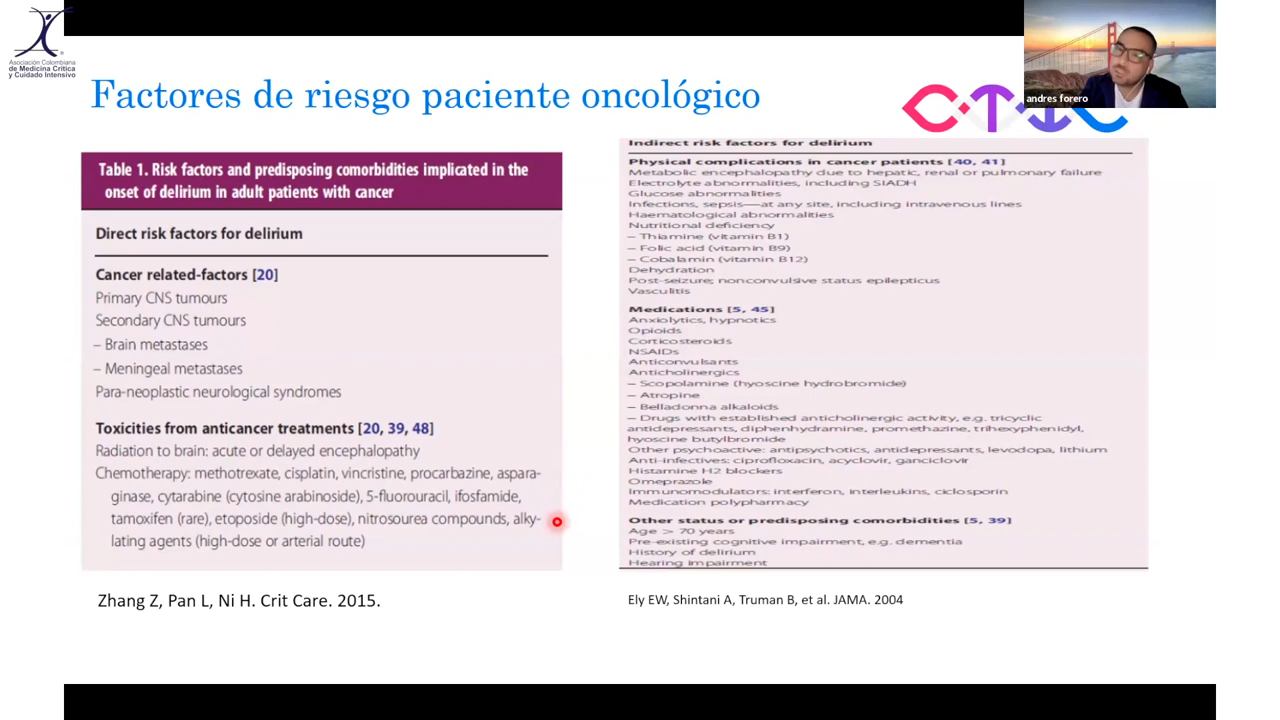 Asociación Colombiana
de Medicina Crítica
y Cuidado Intensivo
andres forero
Factores de riesgo paciente oncológico
CTIC
Table 1. Risk factors and predisposing comorbidities implicated in the
onset of delirium in adult patients with cancer
Direct risk factors for delirium
Cancer related-factors [20]
Primary CNS tumours
Secondary CNS tumours
– Brain metastases
– Meningeal metastases
Para-neoplastic neurological syndromes
Toxicities from anticancer treatments [20, 39, 48]
Radiation to brain: acute or delayed encephalopathy
Chemotherapy: methotrexate, cisplatin, vincristine, procarbazine, aspara-
ginase, cytarabine (cytosine arabinoside), 5-fluorouracil, ifosfamide,
tamoxifen (rare), etoposide (high-dose), nitrosourea compounds, alky-
lating agents (high-dose or arterial route)
Zhang Z, Pan L, Ni H. Crit Care. 2015.
Indirect risk factors for delirium
Physical complications in cancer patients [40, 41]
Metabolic encephalopathy due to hepatic, renal or pulmonary failure
Electrolyte abnormalities, including SIADH
Glucose abnormalities
Infections, sepsis—at any site, including intravenous lines
Haematological abnormalities
Nutritional deficiency
– Thiamine (vitamin B1)
– Folic acid (vitamin B9)
– Cobalamin (vitamin B12)
Dehydration
Post-seizure; nonconvulsive status epilepticus
Vasculitis
Medications [5, 45]
Anxiolytics, hypnotics
Opioids
Corticosteroids
NSAIDs
Anticonvulsants
Anticholinergics
– Scopolamine (hyoscine hydrobromide)
– Atropine
– Belladonna alkaloids
– Drugs with established anticholinergic activity, e.g. tricyclic
antidepressants, diphenhydramine, promethazine, trihexyphenidyl,
hyoscine butylbromide
Other psychoactive: antipsychotics, antidepressants, levodopa, lithium
Anti-infectives: ciprofloxacin, acyclovir, ganciclovir
Histamine H2 blockers
Omeprazole
Immunomodulators: interferon, interleukins, ciclosporin
Medication polypharmacy
Other status or predisposing comorbidities [5, 39]
Age > 70 years
Pre-existing cognitive impairment, e.g. dementia
History of delirium
Hearing impairment
Ely EW, Shintani A, Truman B, et al. JAMA. 2004